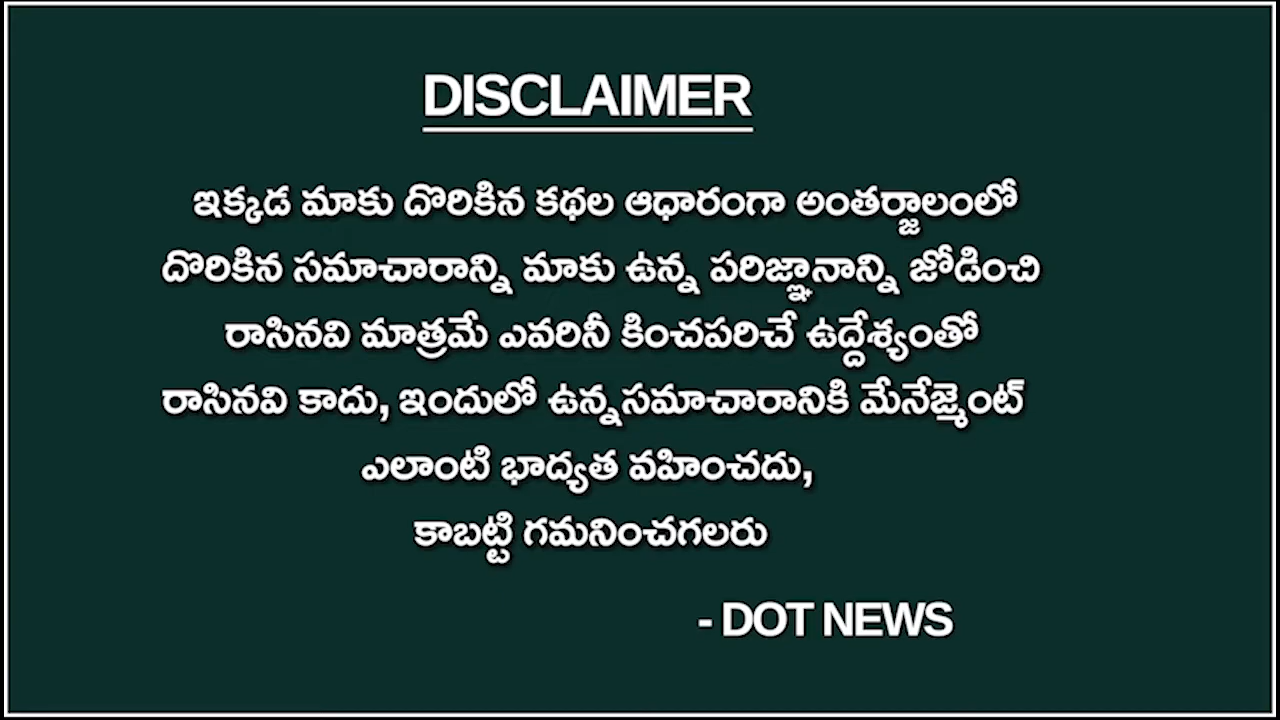 DISCLAIMER
ఇక్కడ మాకు దొరికిన కథల ఆధారంగా అంతర్జాలంలో
దొరికిన సమాచారాన్ని మాకు ఉన్న పరిజ్ఞానాన్ని జోడించి
రాసినవి మాత్రమే ఎవరినీ కించపరిచే ఉద్దేశ్యంతో
రాసినవి కాదు, ఇందులో ఉన్నసమాచారానికి మేనేజ్మెంట్
ఎలాంటి భాద్యత వహించదు,
కాబట్టి గమనించగలరు
- DOT NEWS